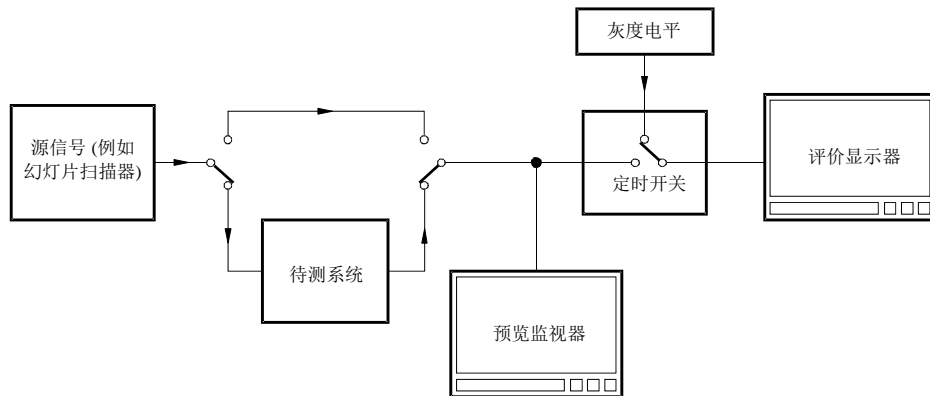 灰度电平
源信号 (例如
幻灯片扫描器)
定时开关
评价显示器
待测系统
预览监视器